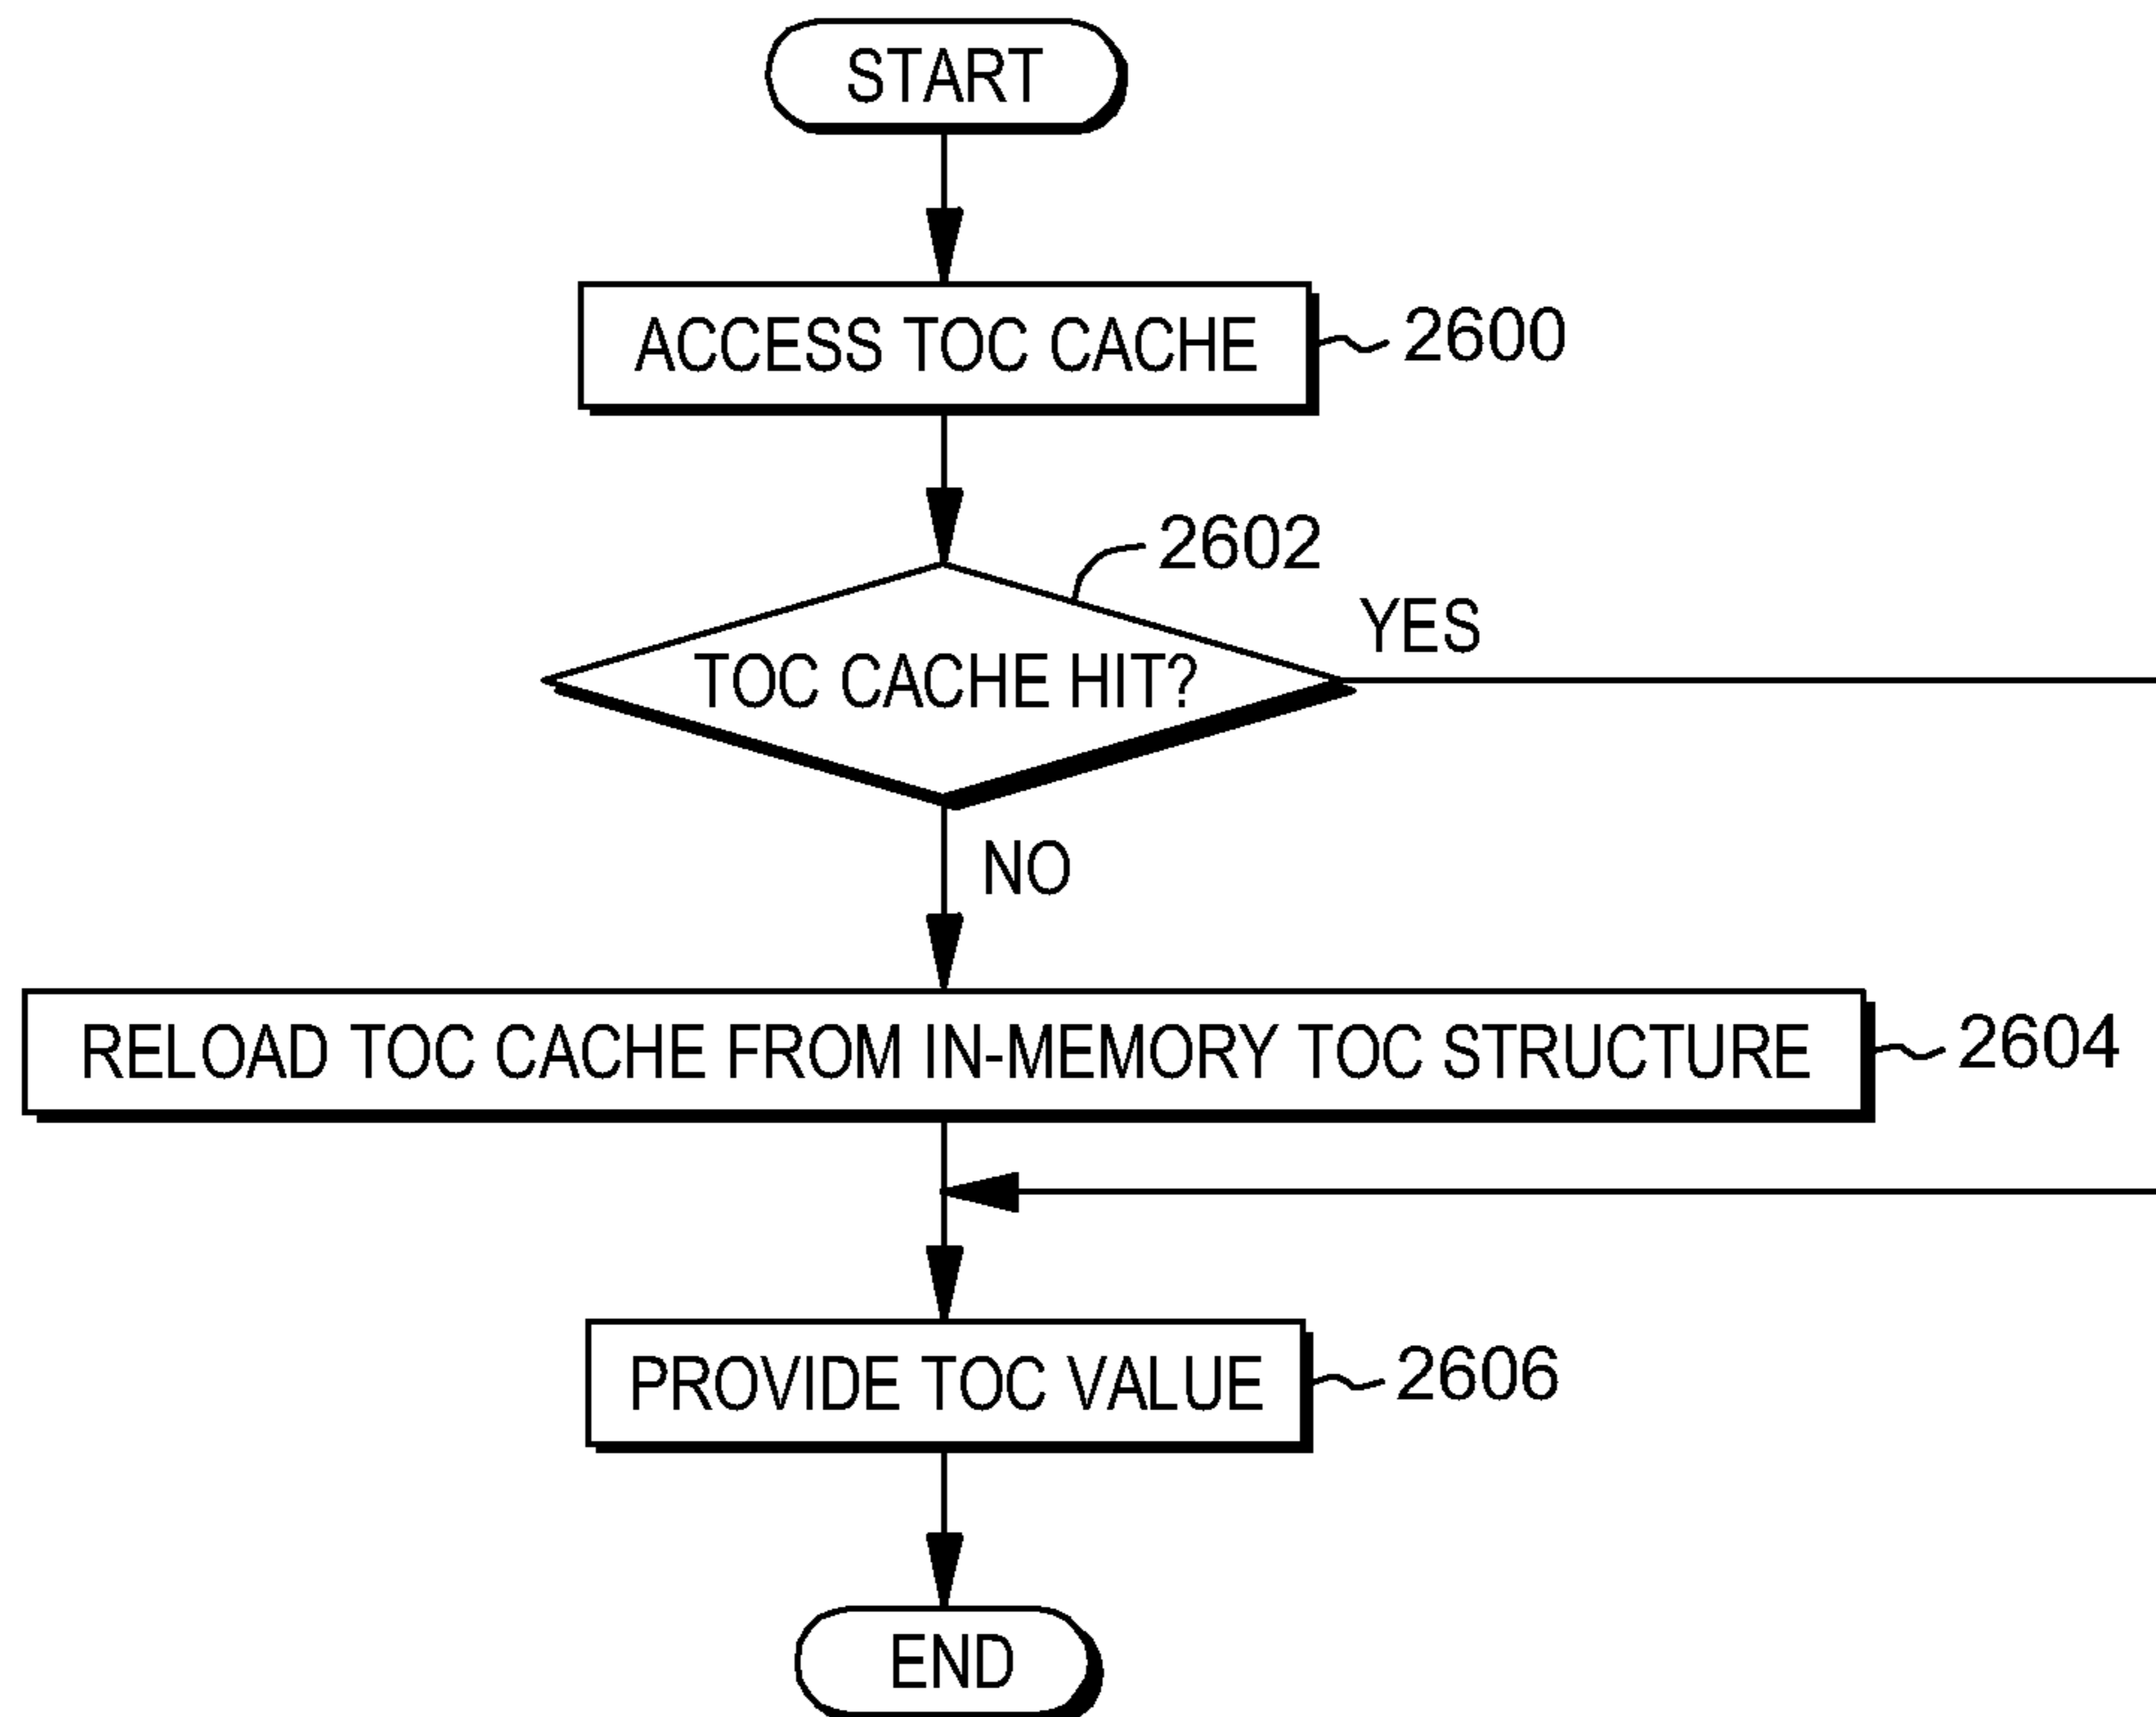 START
ACCESS TOC CACHE
2600
2602
TOC CACHE HIT?
YES
NO
RELOAD TOC CACHE FROM IN-MEMORY TOC STRUCTURE
2604
PROVIDE TOC VALUE
2606
END